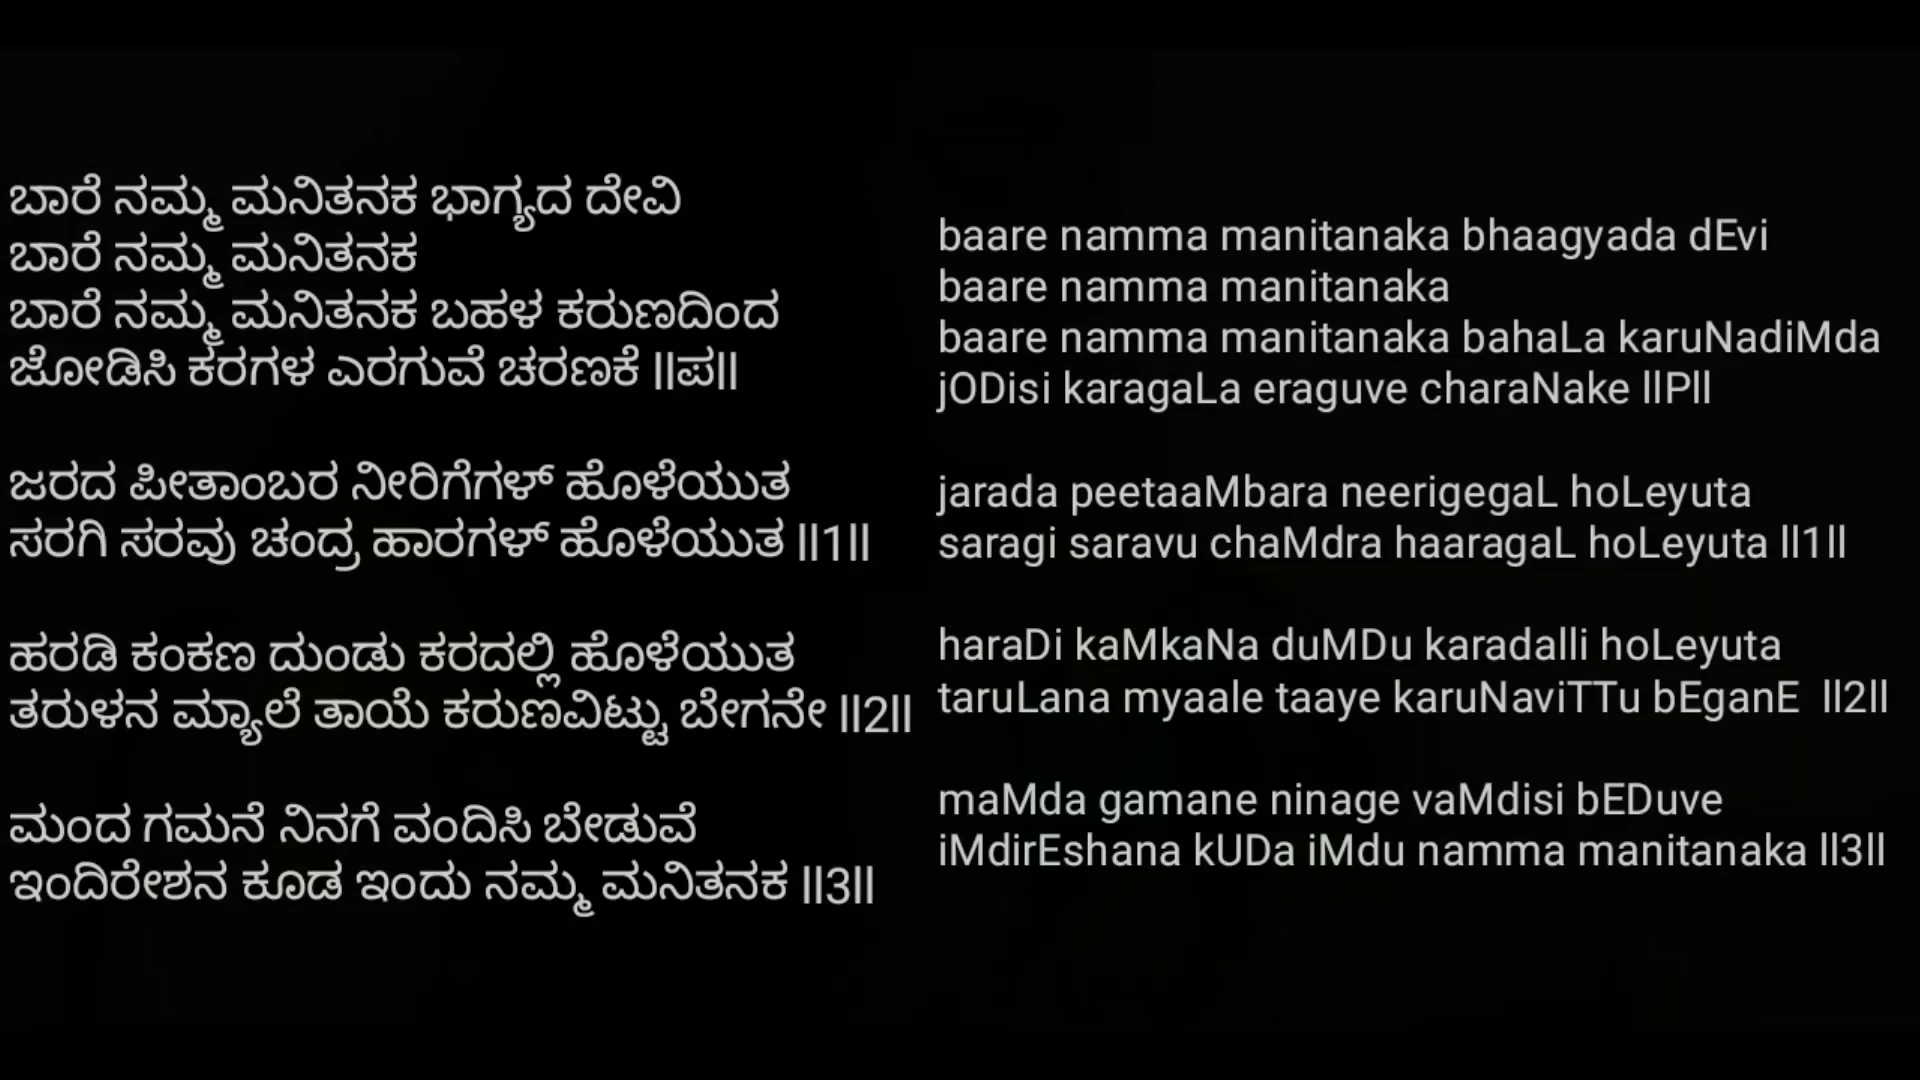 ಬಾರೆ ನಮ್ಮ ಮನಿತನಕ ಭಾಗ್ಯದ ದೇವಿ
ಬಾರೆ ನಮ್ಮ ಮನಿತನಕ
ಬಾರೆ ನಮ್ಮ ಮನಿತನಕ ಬಹಳ ಕರುಣದಿಂದ
ಜೋಡಿಸಿ ಕರಗಳ ಎರಗುವೆ ಚರಣಕೆ llಪll
ಜರದ ಪೀತಾಂಬರ ನೀರಿಗೆಗಳ್ ಹೊಳೆಯುತ
ಸರಗಿ ಸರವು ಚಂದ್ರ ಹಾರಗಳ್ ಹೊಳೆಯುತ ll1ll
ಹರಡಿ ಕಂಕಣ ದುಂಡು ಕರದಲ್ಲಿ ಹೊಳೆಯುತ
ತರುಳನ ಮ್ಯಾಲೆ ತಾಯೆ ಕರುಣವಿಟ್ಟು ಬೇಗನೇ ll2ll
ಮಂದ ಗಮನೆ ನಿನಗೆ ವಂದಿಸಿ ಬೇಡುವೆ
ಇಂದಿರೇಶನ ಕೂಡ ಇಂದು ನಮ್ಮ ಮನಿತನಕ ll3ll
baare namma manitanaka bhaagyada dEvi
baare namma manitanaka
baare namma manitanaka bahaLa karuNadiMda
jODisi karagaLa eraguve charaNake llPll
jarada peetaaMbara neerigegaL hoLeyuta
saragi saravu chaMdra haaragaL hoLeyuta ll1ll
haraDi kaMkaNa duMDu karadalli hoLeyuta
taruLana myaale taaye karuNaviTTu bEganE ll2ll
maMda gamane ninage vaMdisi bEDuve
iMdirEshana kUDa iMdu namma manitanaka ll3ll